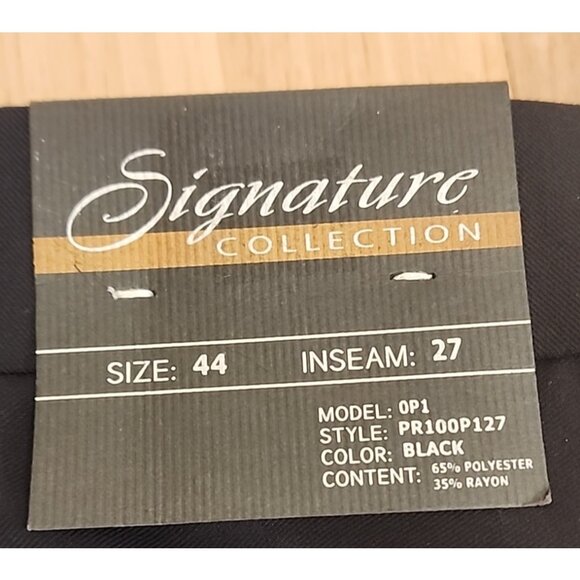 Signature
COLLECTION
SIZE: 44 INSEAM: 27
MODEL: 0P1
STYLE: PR100P127
COLOR: BLACK
CONTENT: 65% POLYESTER
35% RAYON